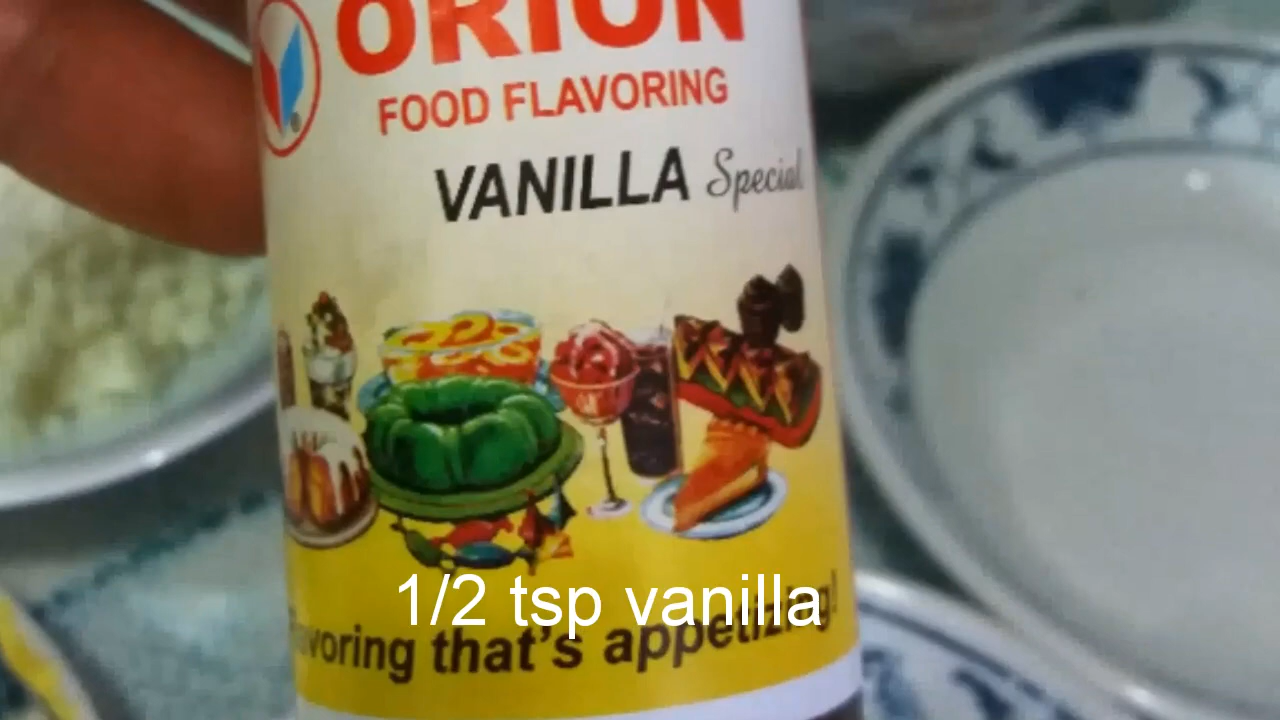 ORION
FOOD FLAVORING
VANILLA Special
1/2 tsp vanilla
voring that's appetizing!